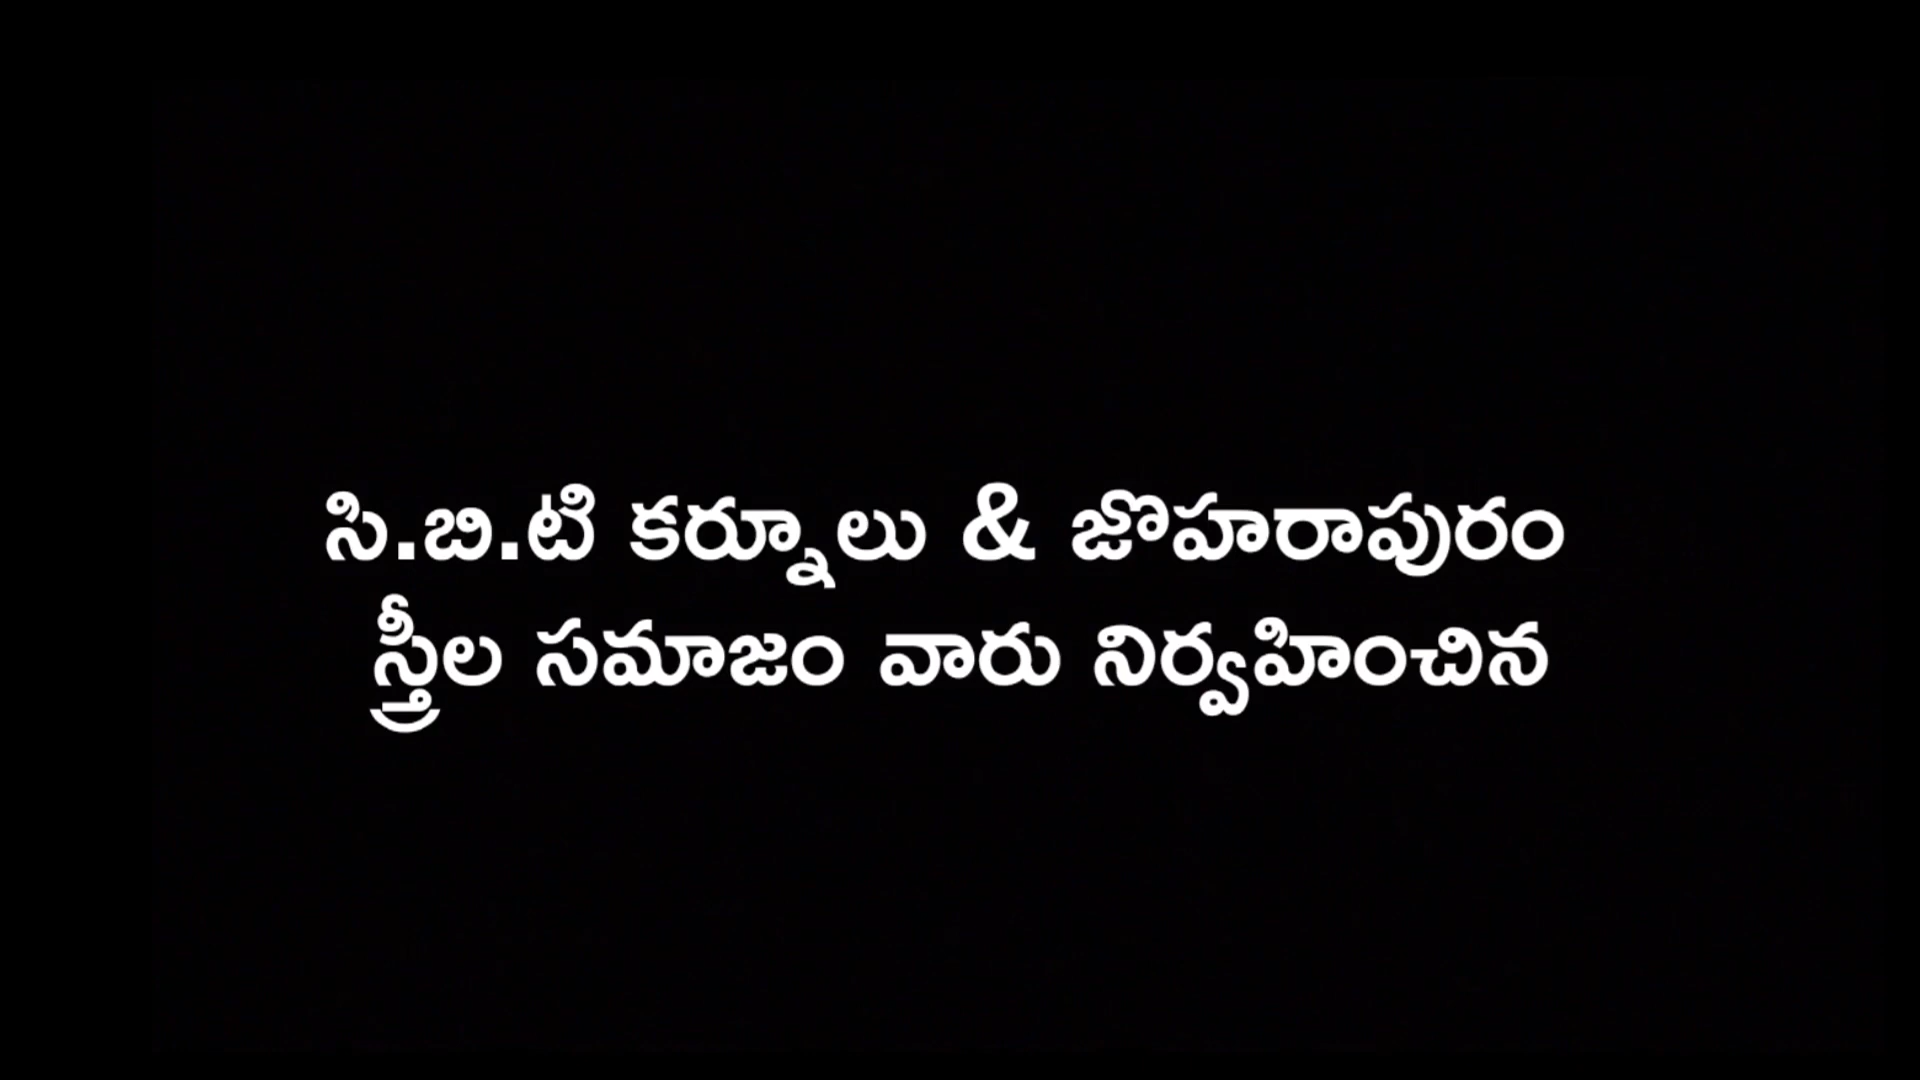 సి.బి.టి కర్నూలు & జొహరాపురం
స్త్రీల సమాజం వారు నిర్వహించిన